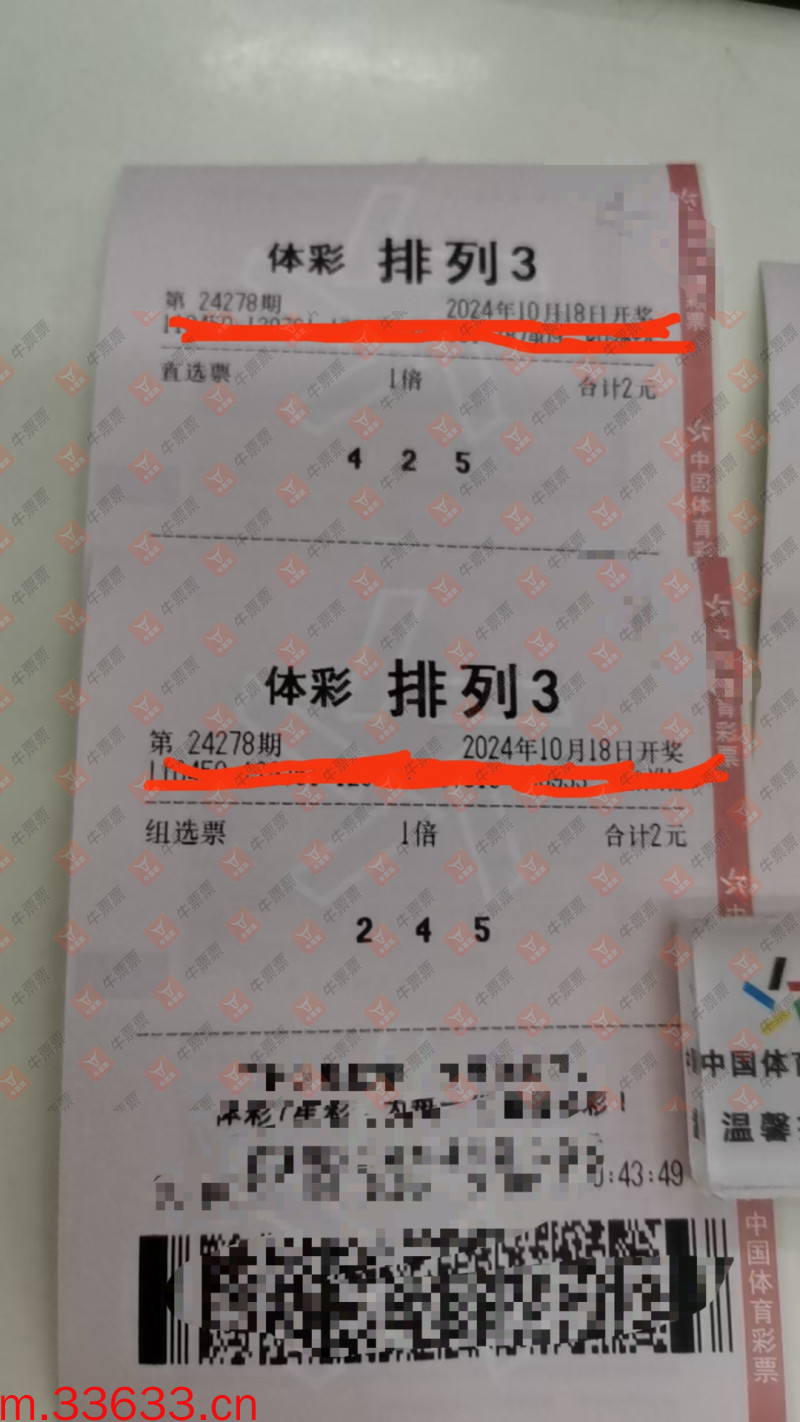 体彩 排列3
第 24278期 2024年10月18日开奖
直选票 1倍 合计2元
4 2 5
中国体育彩
体彩 排列3
第 24278期 2024年10月18日开奖
组选票 1倍 合计2元
2 4 5
育彩票
中国体育
温馨
:43:49
中国体育彩票
牛票票
m.33633.cn